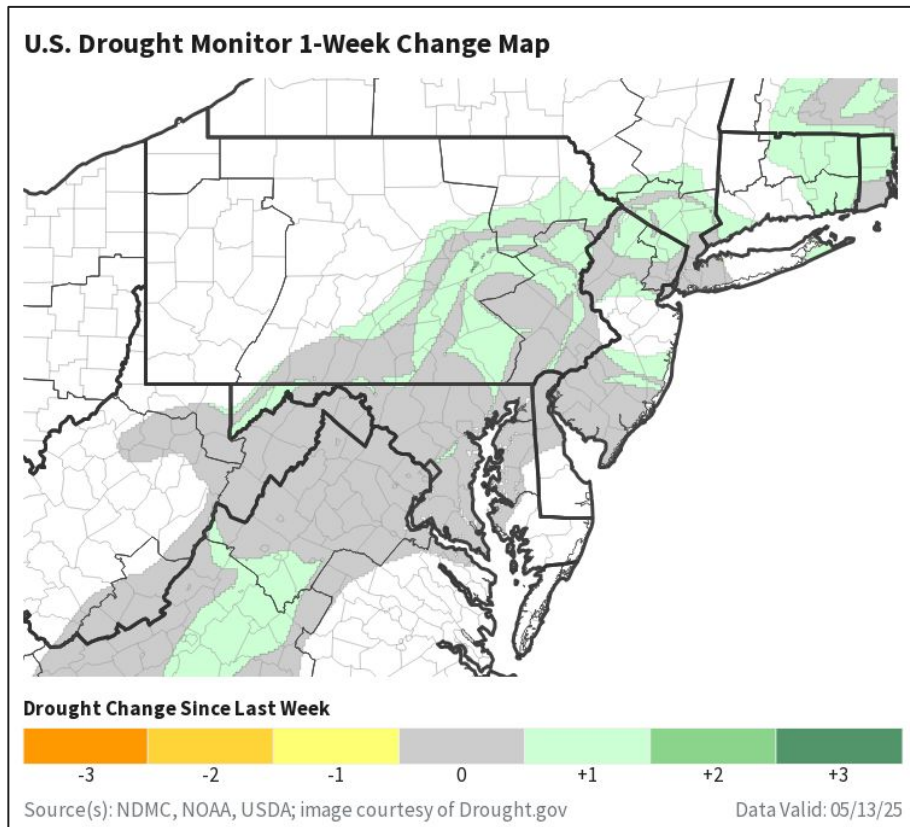 U.S. Drought Monitor 1-Week Change Map
Drought Change Since Last Week
-3 -2 -1 0 +1 +2 +3
Source(s): NDMC, NOAA, USDA; image courtesy of Drought.gov Data Valid: 05/13/25